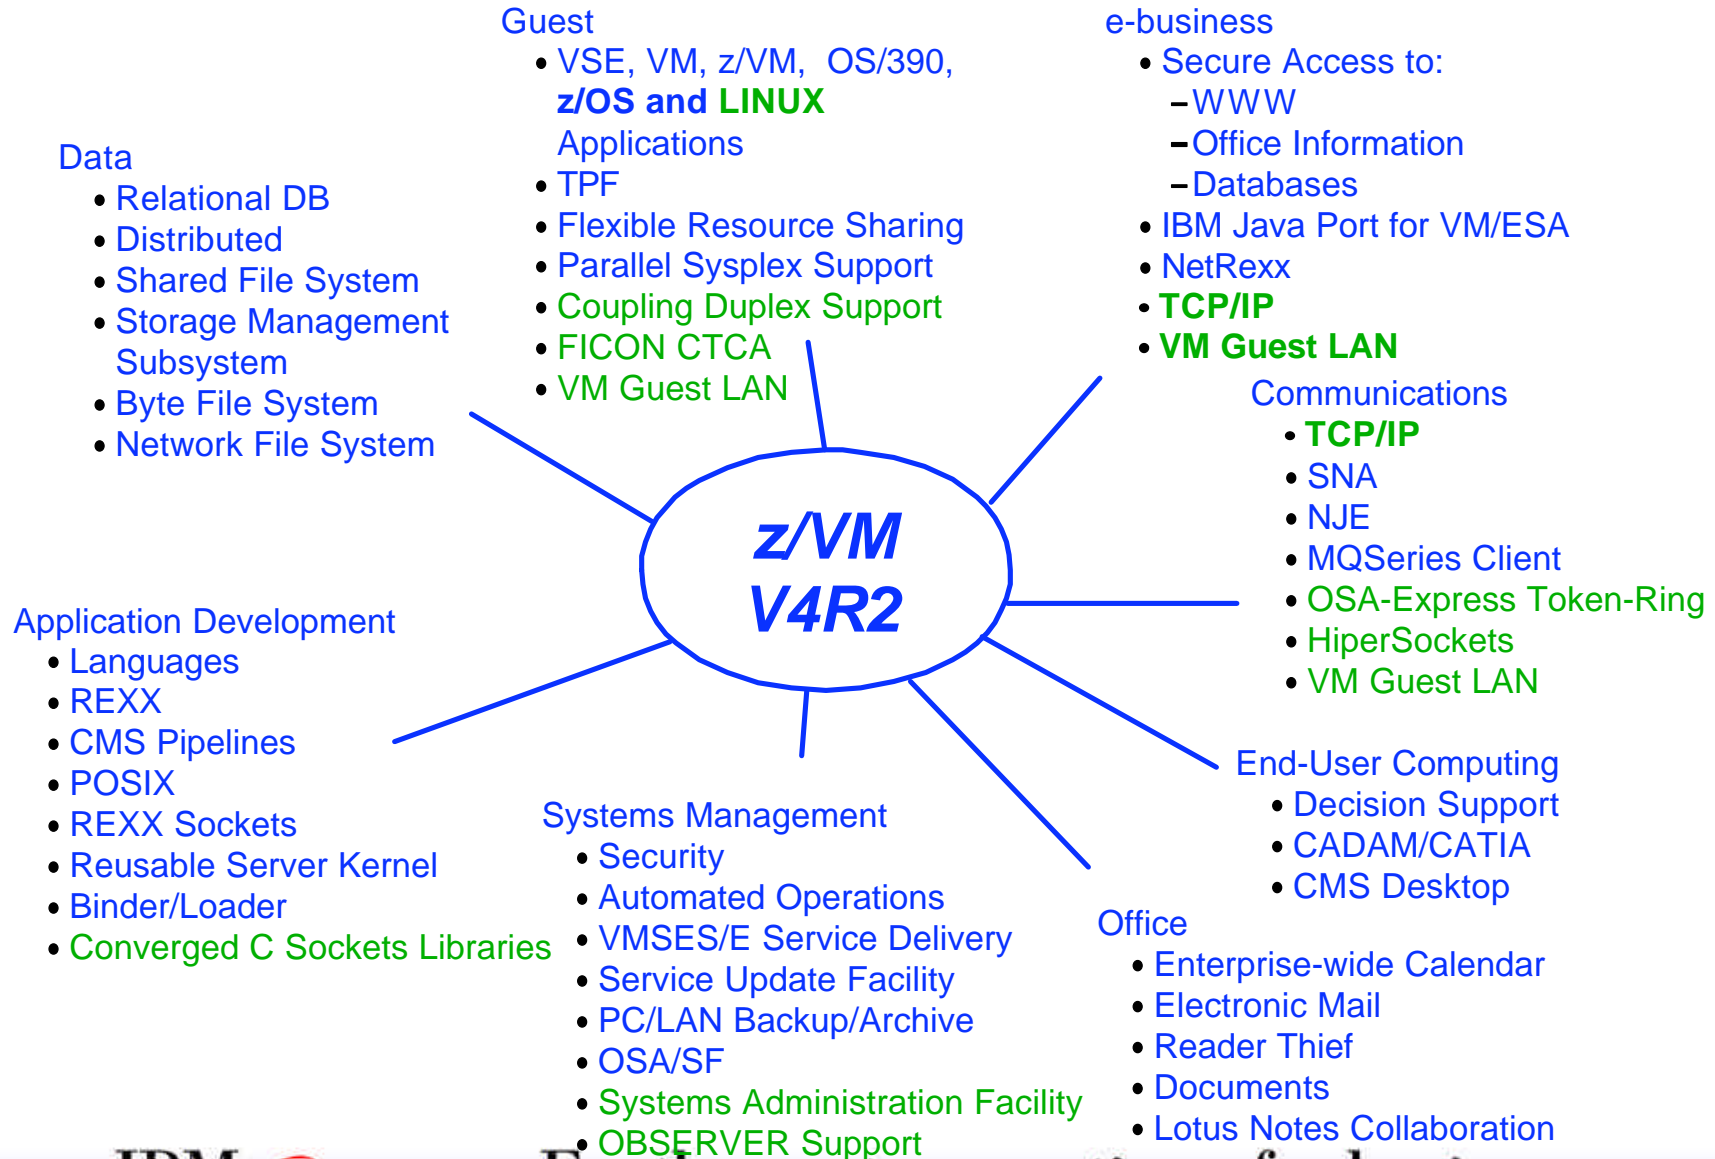 Guest
• VSE, VM, z/VM, OS/390,
z/OS and LINUX
Applications
• TPF
• Flexible Resource Sharing
• Parallel Sysplex Support
• Coupling Duplex Support
• FICON CTCA
• VM Guest LAN
e-business
• Secure Access to:
–WWW
–Office Information
–Databases
• IBM Java Port for VM/ESA
• NetRexx
• TCP/IP
• VM Guest LAN
Data
• Relational DB
• Distributed
• Shared File System
• Storage Management
Subsystem
• Byte File System
• Network File System
Communications
• TCP/IP
• SNA
• NJE
• MQSeries Client
• OSA-Express Token-Ring
• HiperSockets
• VM Guest LAN
z/VM
V4R2
Application Development
• Languages
• REXX
• CMS Pipelines
• POSIX
• REXX Sockets
• Reusable Server Kernel
• Binder/Loader
• Converged C Sockets Libraries
Systems Management
• Security
• Automated Operations
• VMSES/E Service Delivery
• Service Update Facility
• PC/LAN Backup/Archive
• OSA/SF
• Systems Administration Facility
• OBSERVER Support
End-User Computing
• Decision Support
• CADAM/CATIA
• CMS Desktop
Office
• Enterprise-wide Calendar
• Electronic Mail
• Reader Thief
• Documents
• Lotus Notes Collaboration
IBM